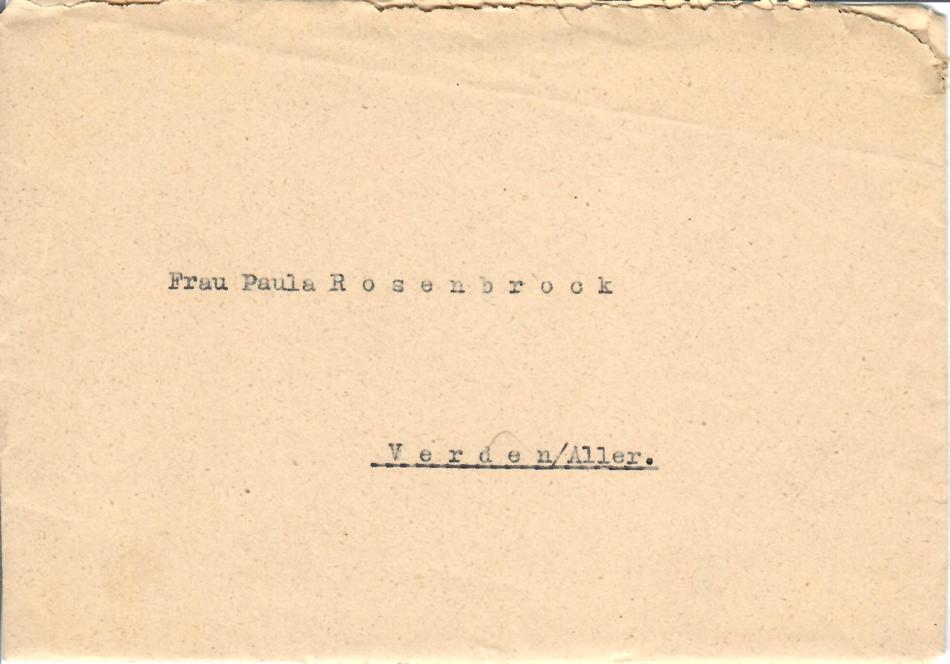 Frau Paula R o s e n b r o c k
V e r d e n/Aller.